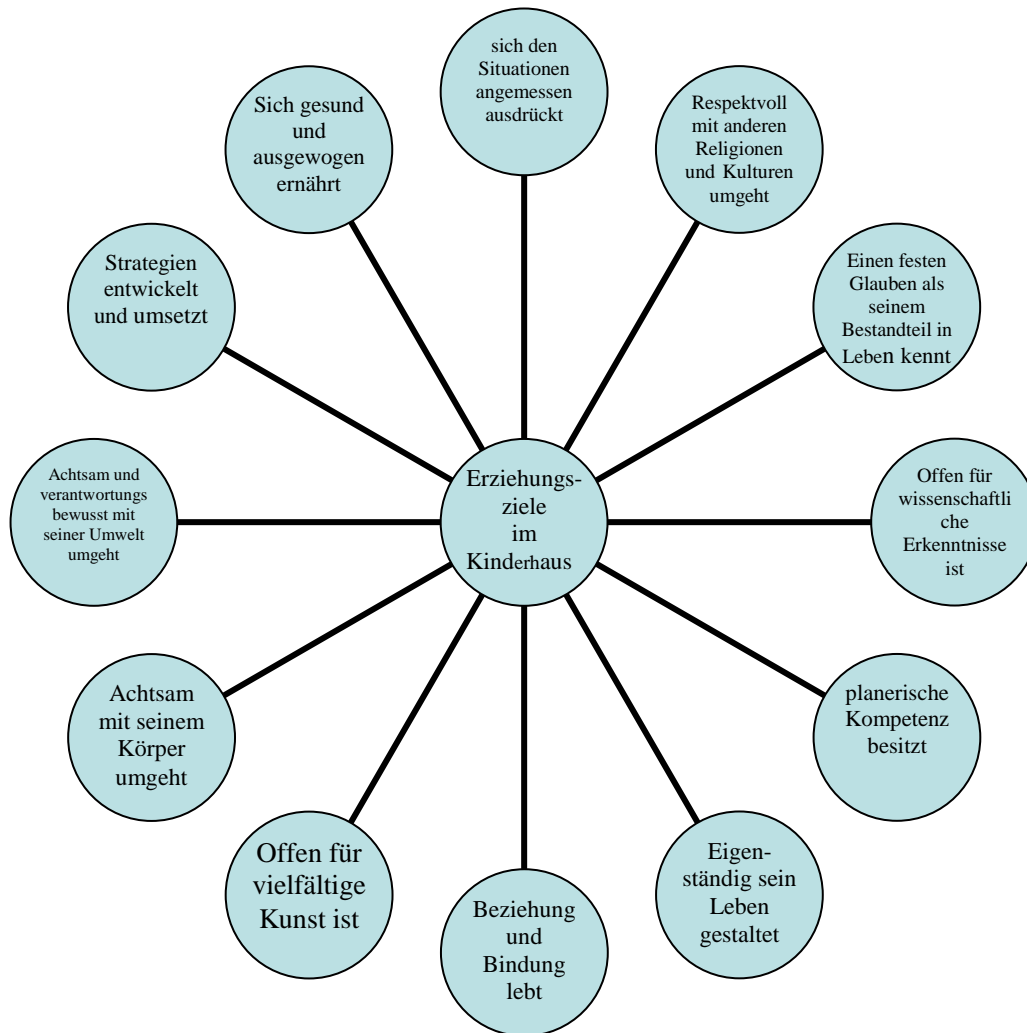 sich den
Situationen
angemessen
ausdrückt
Respektvoll
mit anderen
Religionen
und Kulturen
umgeht
Einen festen
Glauben als
seinem
Bestandteil in
Leben kennt
Offen für
wissenschaftli
che
Erkenntnisse
ist
planerische
Kompetenz
besitzt
Eigen-
ständig sein
Leben
gestaltet
Beziehung
und
Bindung
lebt
Offen für
vielfältige
Kunst ist
Achtsam
mit seinem
Körper
umgeht
Achtsam und
verantwortungs
bewusst mit
seiner Umwelt
umgeht
Strategien
entwickelt
und umsetzt
Sich gesund
und
ausgewogen
ernährt
Erziehungs-
ziele
im
Kinderhaus